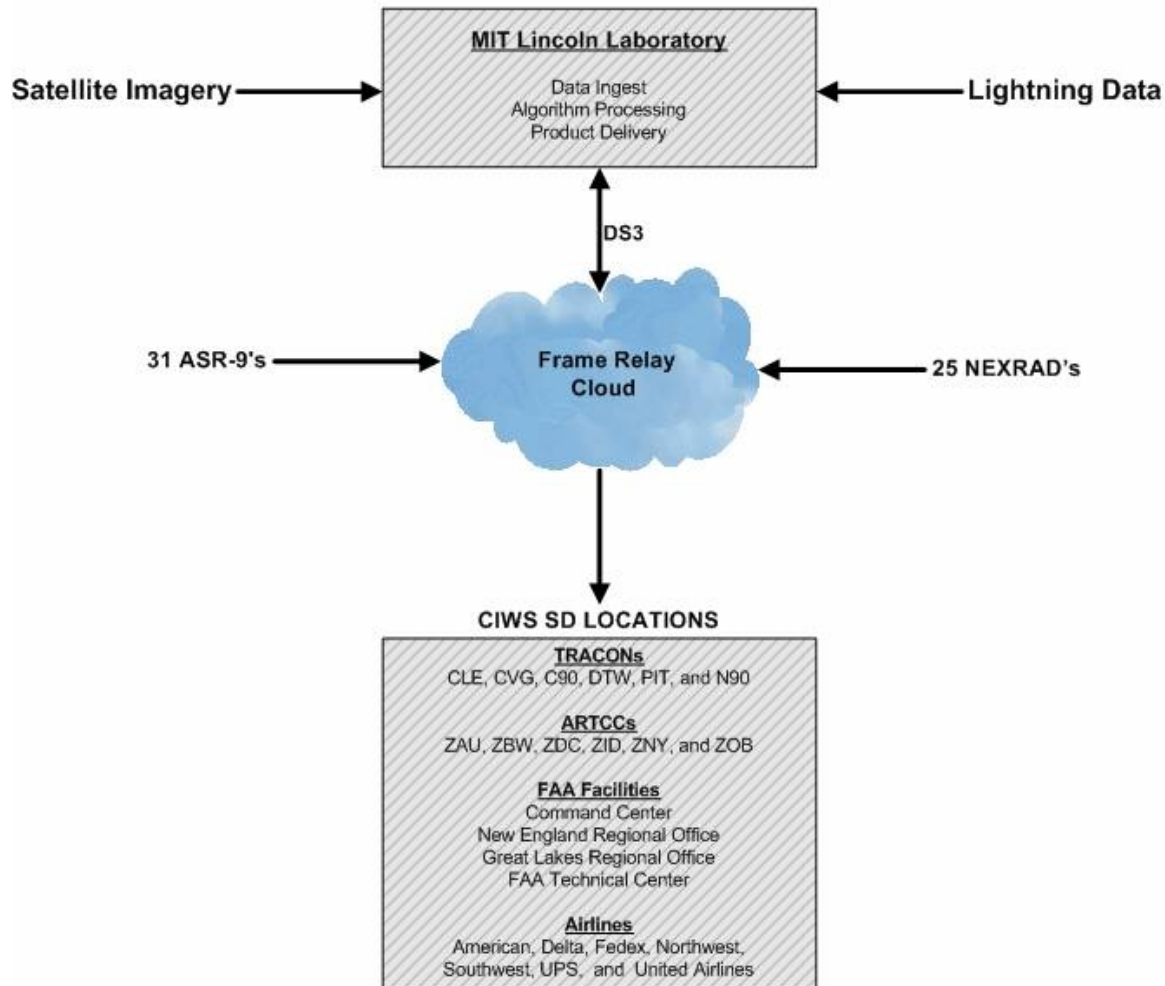 MIT Lincoln Laboratory
Data Ingest
Algorithm Processing
Product Delivery
Satellite Imagery
Lightning Data
DS3
31 ASR-9's
Frame Relay
Cloud
25 NEXRAD's
CIWS SD LOCATIONS
TRACONs
CLE, CVG, C90, DTW, PIT, and N90
ARTCCs
ZAU, ZBW, ZDC, ZID, ZNY, and ZOB
FAA Facilities
Command Center
New England Regional Office
Great Lakes Regional Office
FAA Technical Center
Airlines
American, Delta, Fedex, Northwest,
Southwest, UPS, and United Airlines